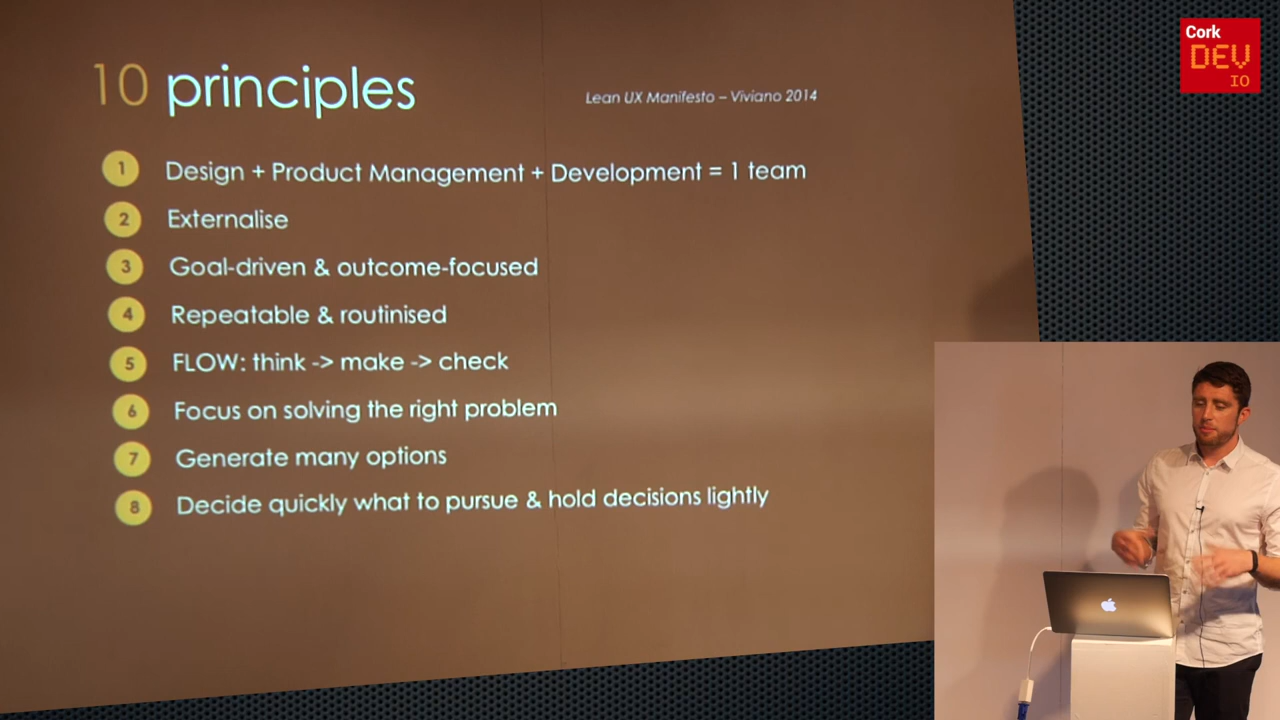 10 principles
Lean UX Manifesto – Viviano 2014
1 Design + Product Management + Development = 1 team
2 Externalise
3 Goal-driven & outcome-focused
4 Repeatable & routinised
5 FLOW: think -> make -> check
6 Focus on solving the right problem
7 Generate many options
8 Decide quickly what to pursue & hold decisions lightly
Cork
DEV
IO